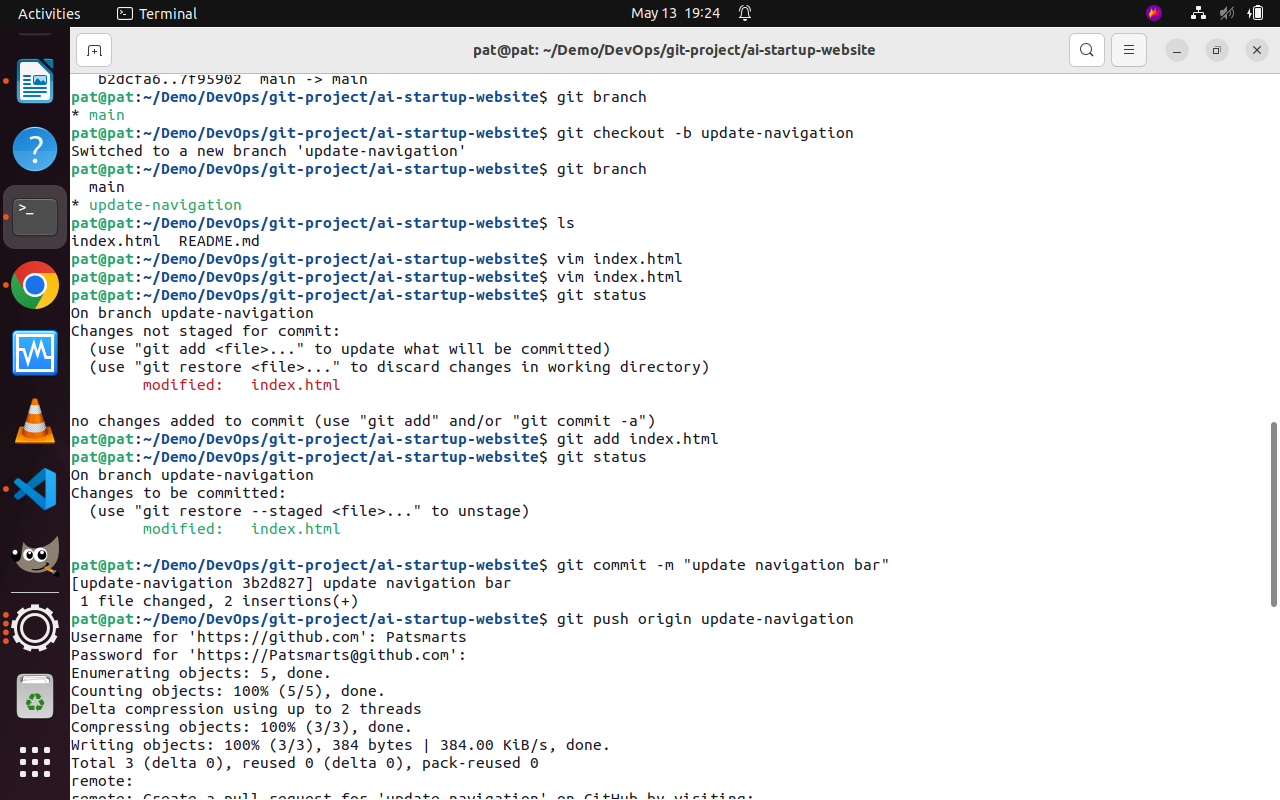 Activities
Terminal
May 13 19:24
pat@pat: ~/Demo/DevOps/git-project/ai-startup-website
b2dcfa6..7f95902  main -> main
pat@pat:~/Demo/DevOps/git-project/ai-startup-website$ git branch
* main
pat@pat:~/Demo/DevOps/git-project/ai-startup-website$ git checkout -b update-navigation
Switched to a new branch 'update-navigation'
pat@pat:~/Demo/DevOps/git-project/ai-startup-website$ git branch
  main
* update-navigation
pat@pat:~/Demo/DevOps/git-project/ai-startup-website$ ls
index.html  README.md
pat@pat:~/Demo/DevOps/git-project/ai-startup-website$ vim index.html
pat@pat:~/Demo/DevOps/git-project/ai-startup-website$ vim index.html
pat@pat:~/Demo/DevOps/git-project/ai-startup-website$ git status
On branch update-navigation
Changes not staged for commit:
  (use "git add <file>..." to update what will be committed)
  (use "git restore <file>..." to discard changes in working directory)
        modified:   index.html
no changes added to commit (use "git add" and/or "git commit -a")
pat@pat:~/Demo/DevOps/git-project/ai-startup-website$ git add index.html
pat@pat:~/Demo/DevOps/git-project/ai-startup-website$ git status
On branch update-navigation
Changes to be committed:
  (use "git restore --staged <file>..." to unstage)
        modified:   index.html
pat@pat:~/Demo/DevOps/git-project/ai-startup-website$ git commit -m "update navigation bar"
[update-navigation 3b2d827] update navigation bar
 1 file changed, 2 insertions(+)
pat@pat:~/Demo/DevOps/git-project/ai-startup-website$ git push origin update-navigation
Username for 'https://github.com': Patsmarts
Password for 'https://Patsmarts@github.com':
Enumerating objects: 5, done.
Counting objects: 100% (5/5), done.
Delta compression using up to 2 threads
Compressing objects: 100% (3/3), done.
Writing objects: 100% (3/3), 384 bytes | 384.00 KiB/s, done.
Total 3 (delta 0), reused 0 (delta 0), pack-reused 0
remote:
remote: Create a pull request for 'update-navigation' on GitHub by visiting: